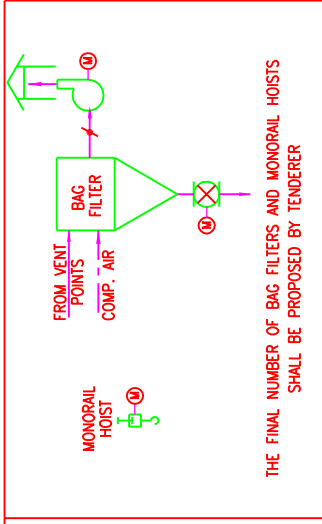 MONORAIL
HOIST
M
FROM VENT
POINTS
COMP. AIR
BAG
FILTER
M
M
THE FINAL NUMBER OF BAG FILTERS AND MONORAIL HOISTS
SHALL BE PROPOSED BY TENDERER